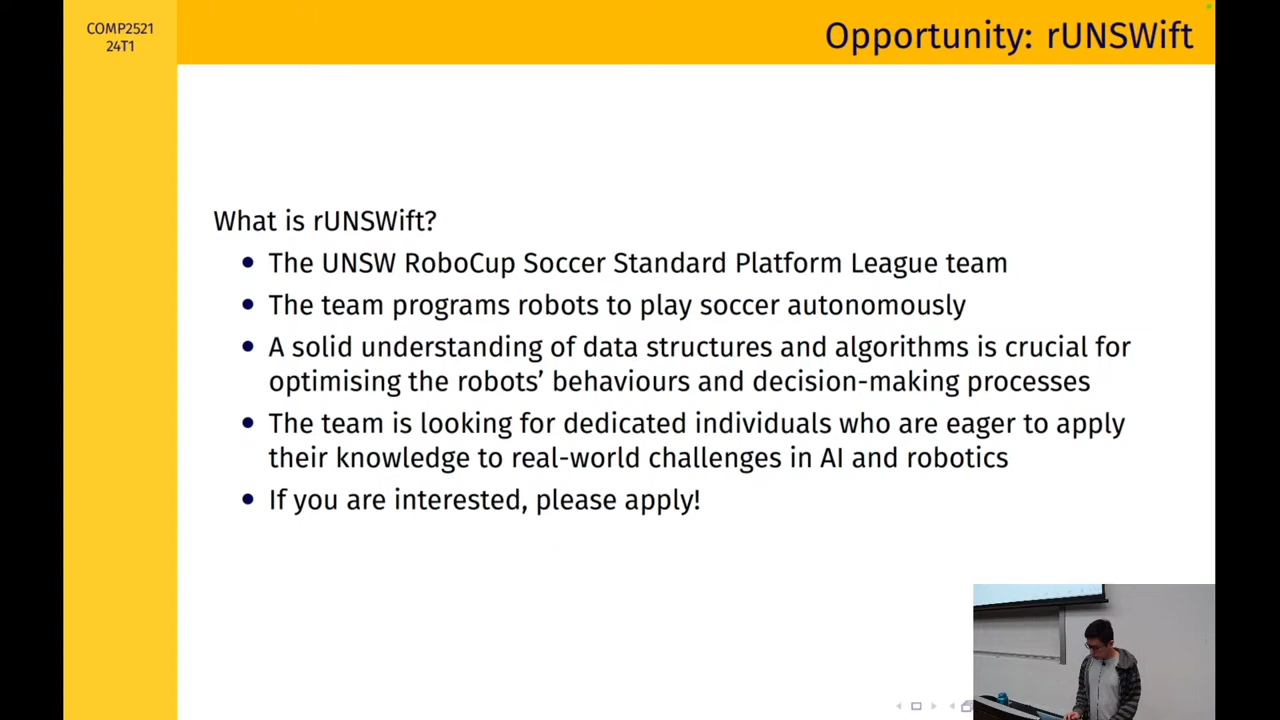 COMP2521
24T1
Opportunity: rUNSWift
What is rUNSWift?
• The UNSW RoboCup Soccer Standard Platform League team
• The team programs robots to play soccer autonomously
• A solid understanding of data structures and algorithms is crucial for
optimising the robots’ behaviours and decision-making processes
• The team is looking for dedicated individuals who are eager to apply
their knowledge to real-world challenges in AI and robotics
• If you are interested, please apply!